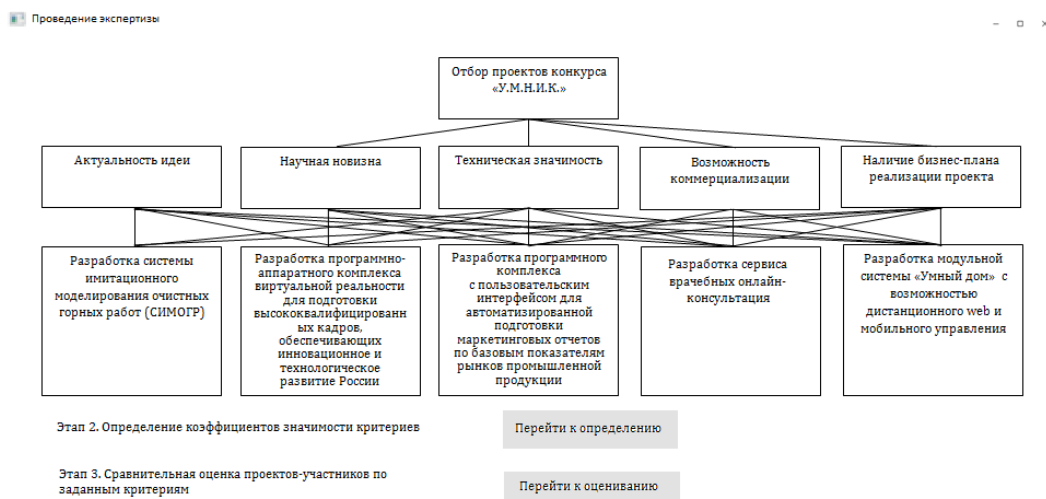 Проведение экспертизы
Отбор проектов конкурса
«У.М.Н.И.К.»
Актуальность идеи
Научная новизна
Техническая значимость
Возможность
коммерциализации
Наличие бизнес-плана
реализации проекта
Разработка системы
имитационного
моделирования очистных
горных работ (СИМОГР)
Разработка программно-
аппаратного комплекса
виртуальной реальности
для подготовки
высококвалифицированн
ых кадров,
обеспечивающих
инновационное и
технологическое
развитие России
Разработка программного
комплекса
с пользовательским
интерфейсом для
автоматизированной
подготовки
маркетинговых отчетов
по базовым показателям
рынков промышленной
продукции
Разработка сервиса
врачебных онлайн-
консультация
Разработка модульной
системы «Умный дом» с
возможностью
дистанционного web и
мобильного управления
Этап 2. Определение коэффициентов значимости критериев
Перейти к определению
Этап 3. Сравнительная оценка проектов-участников по
заданным критериям
Перейти к оцениванию